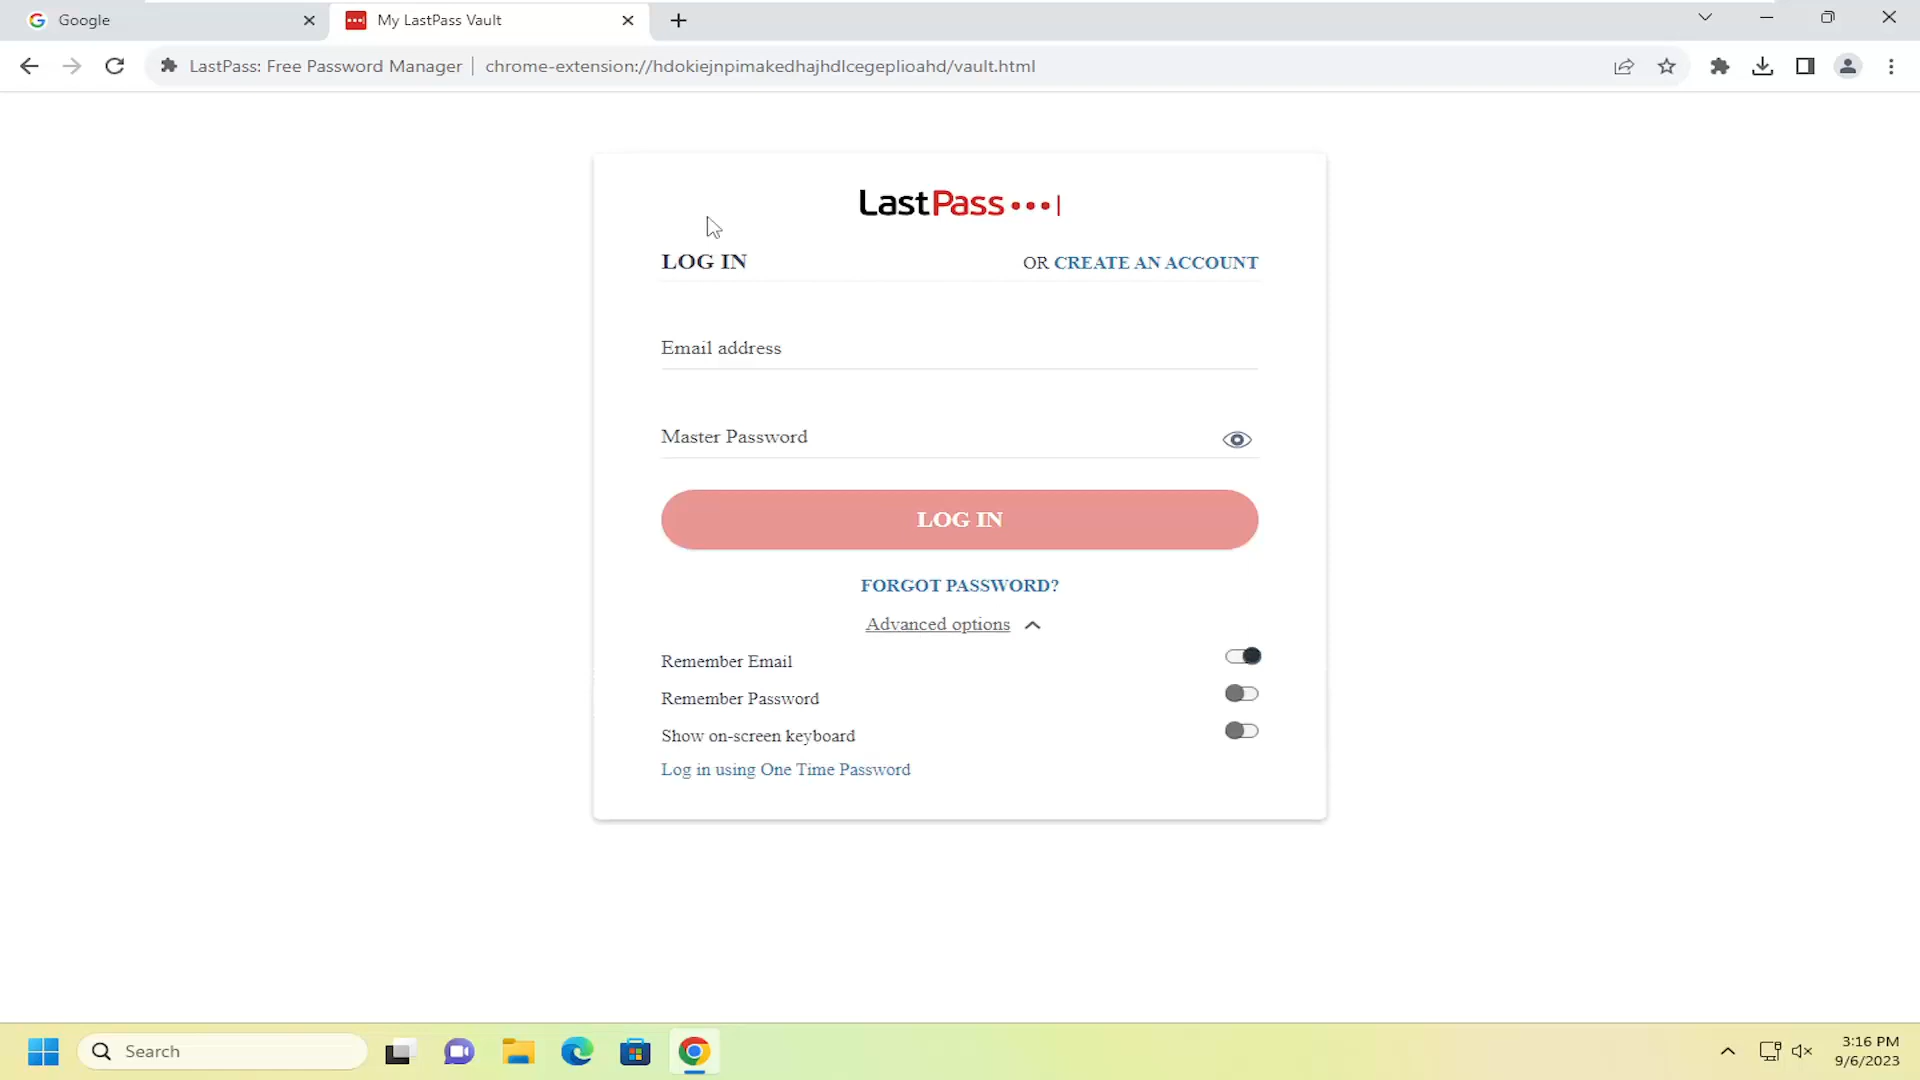 Google
My LastPass Vault
LastPass: Free Password Manager
chrome-extension://hdokiejnpimakedhajhdlcegeplioahd/vault.html
LastPass
LOG IN
OR CREATE AN ACCOUNT
Email address
Master Password
LOG IN
FORGOT PASSWORD?
Advanced options
Remember Email
Remember Password
Show on-screen keyboard
Log in using One Time Password
Search
3:16 PM
9/6/2023